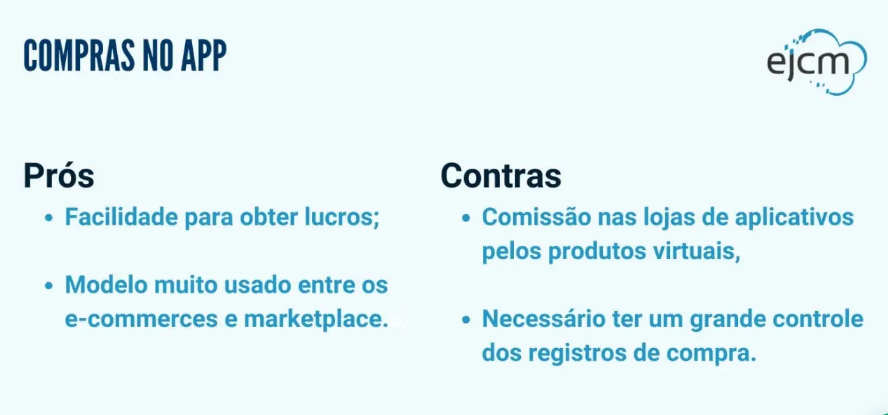 COMPRAS NO APP
ejcm
Prós
• Facilidade para obter lucros;
• Modelo muito usado entre os
e-commerces e marketplace.
Contras
• Comissão nas lojas de aplicativos
pelos produtos virtuais,
• Necessário ter um grande controle
dos registros de compra.